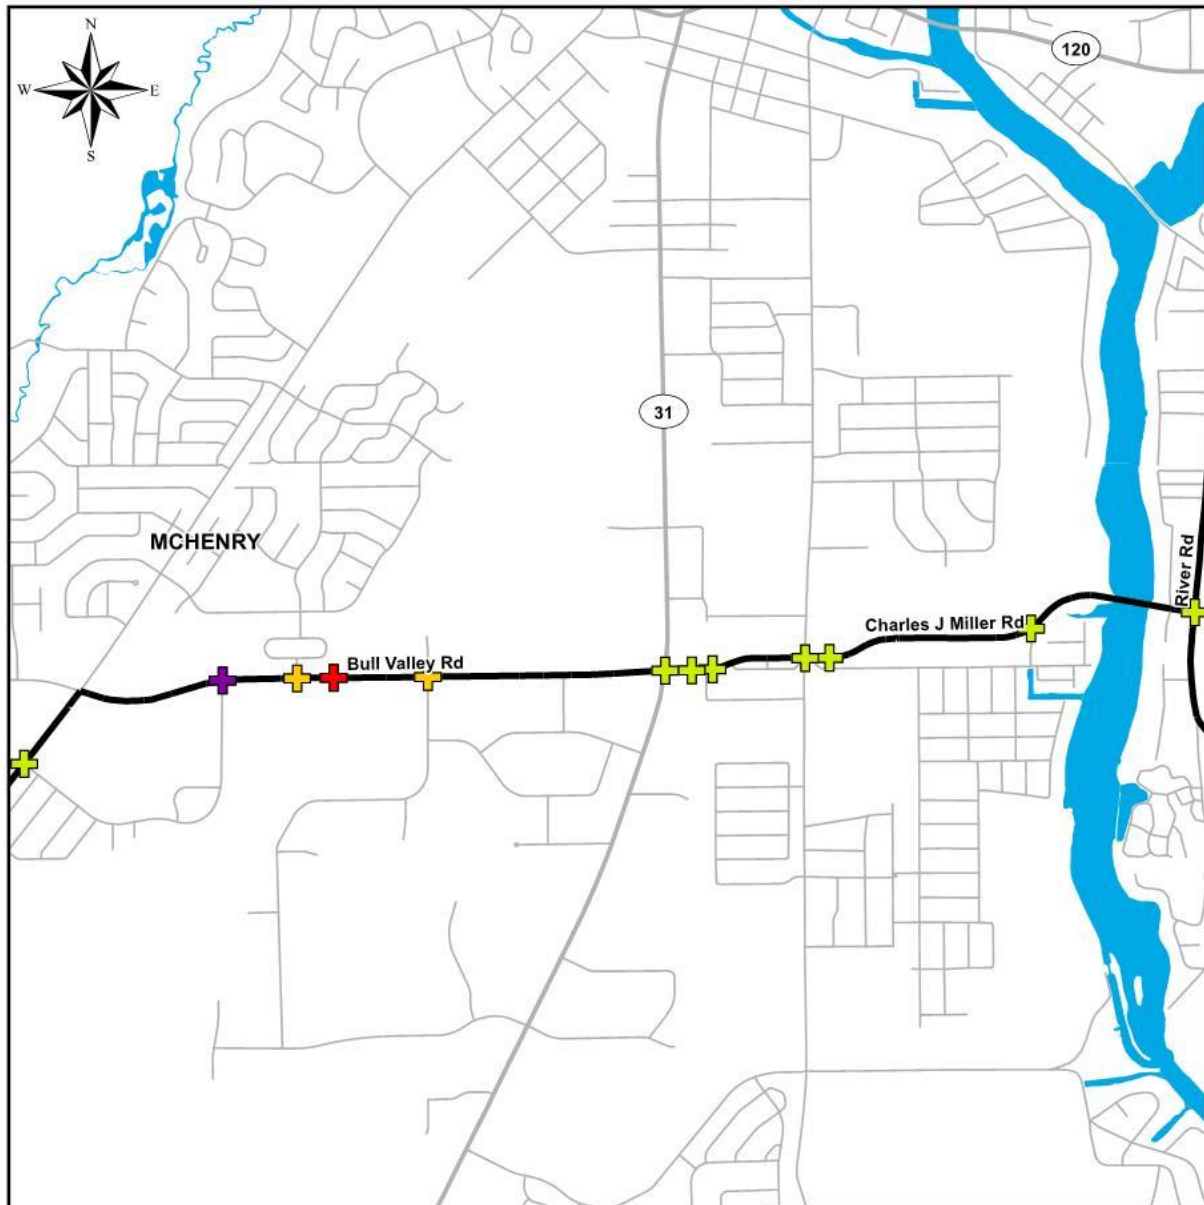 N
120
W
E
S
31
MCHENRY
River Rd
Charles J Miller Rd
Bull Valley Rd